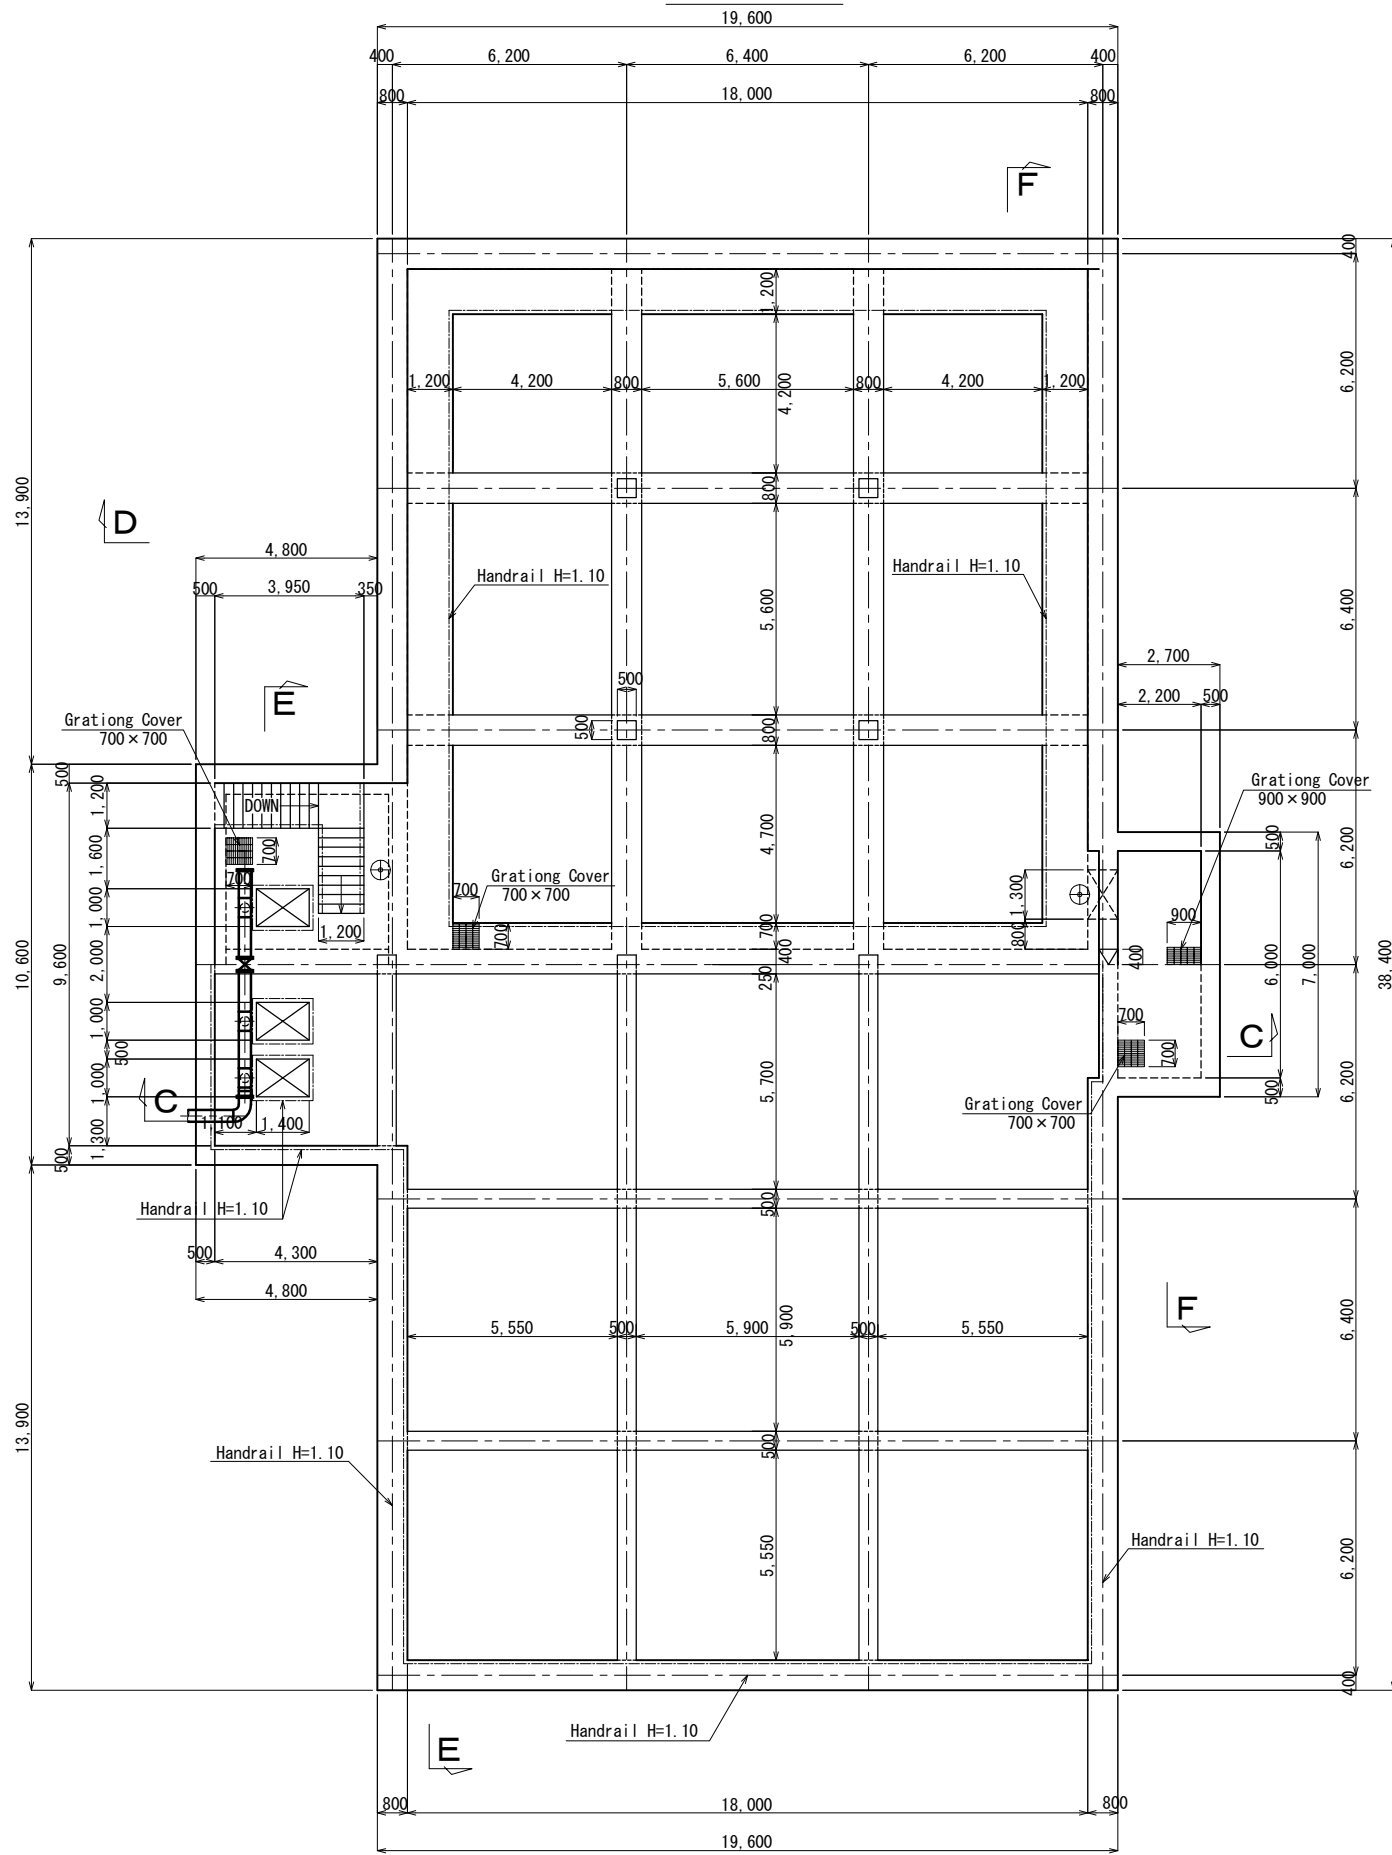 19,600
400 6,200 6,400 6,200 400
800 18,000 800
F
400
1,200
6,200
1,200 4,200 800 5,600 800 4,200 1,200
4,200
800
13,900
D
4,800
500 3,950 350
Handrail H=1.10
Handrail H=1.10
5,600
6,400
2,700
2,200 500
500
E
Grationg Cover
700×700
500
800
500
1,200
DOWN
Grationg Cover
900×900
4,700
500
6,200
1,600
700
700
Grationg Cover
700×700
700
700
1,300
800
900
1,000
1,200
700
400
250
400
10,600
9,600
2,000
6,000
7,000
38,400
1,000
500
1,000
1,300
500
C
1,100 1,400
5,700
700
700
C
Grationg Cover
700×700
500
6,200
Handrail H=1.10
500 4,300
4,800
500
F
5,550 500 5,900 500 5,550
5,900
6,400
13,900
500
Handrail H=1.10
5,550
Handrail H=1.10
6,200
400
Handrail H=1.10
E
800 18,000 800
19,600